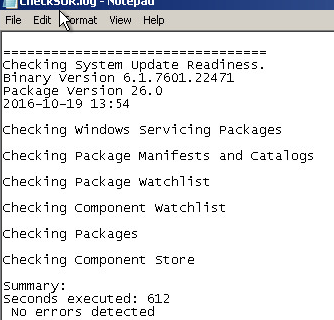 CheckSUR.log - Notepad
File Edit Format View Help
=================================
Checking System Update Readiness.
Binary Version 6.1.7601.22471
Package Version 26.0
2016-10-19 13:54
Checking Windows Servicing Packages
Checking Package Manifests and Catalogs
Checking Package Watchlist
Checking Component Watchlist
Checking Packages
Checking Component Store
Summary:
Seconds executed: 612
No errors detected